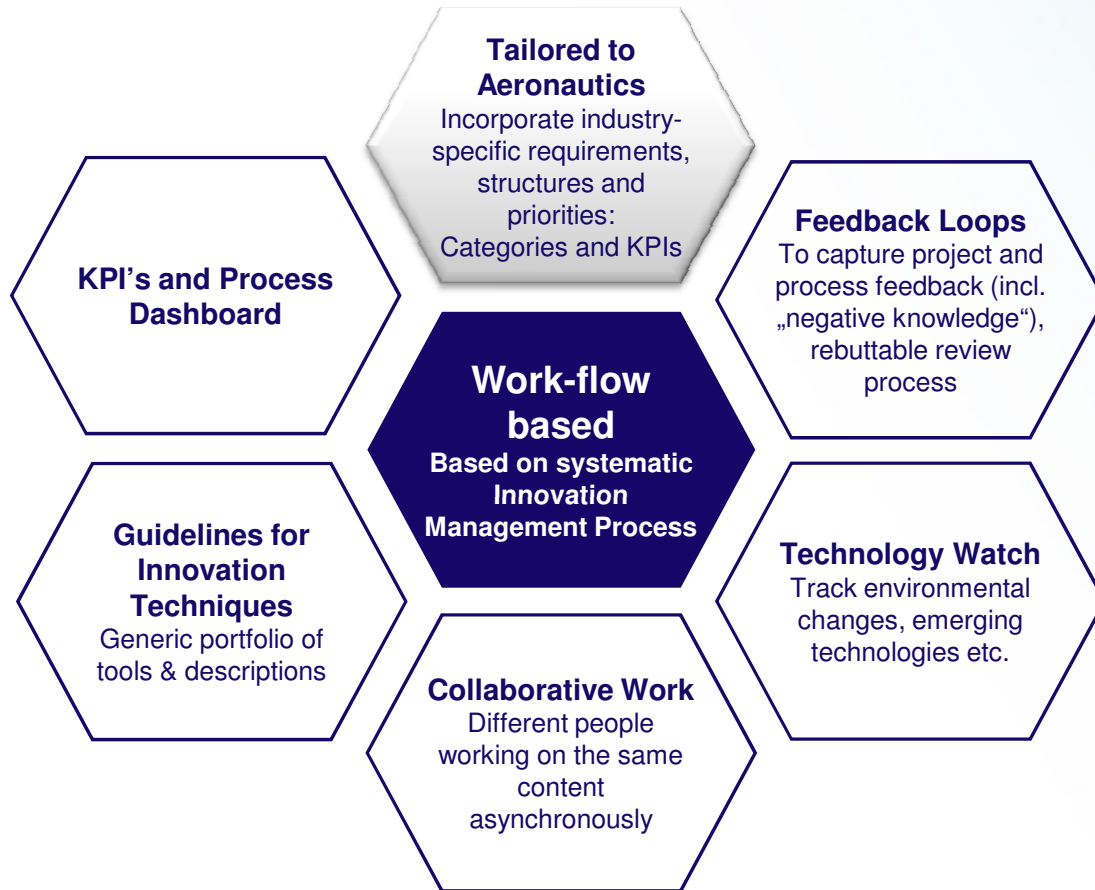 Tailored to
Aeronautics
Incorporate industry-
specific requirements,
structures and
priorities:
Categories and KPIs
KPI’s and Process
Dashboard
Feedback Loops
To capture project and
process feedback (incl.
„negative knowledge“),
rebuttable review
process
Work-flow
based
Based on systematic
Innovation
Management Process
Guidelines for
Innovation
Techniques
Generic portfolio of
tools & descriptions
Technology Watch
Track environmental
changes, emerging
technologies etc.
Collaborative Work
Different people
working on the same
content
asynchronously